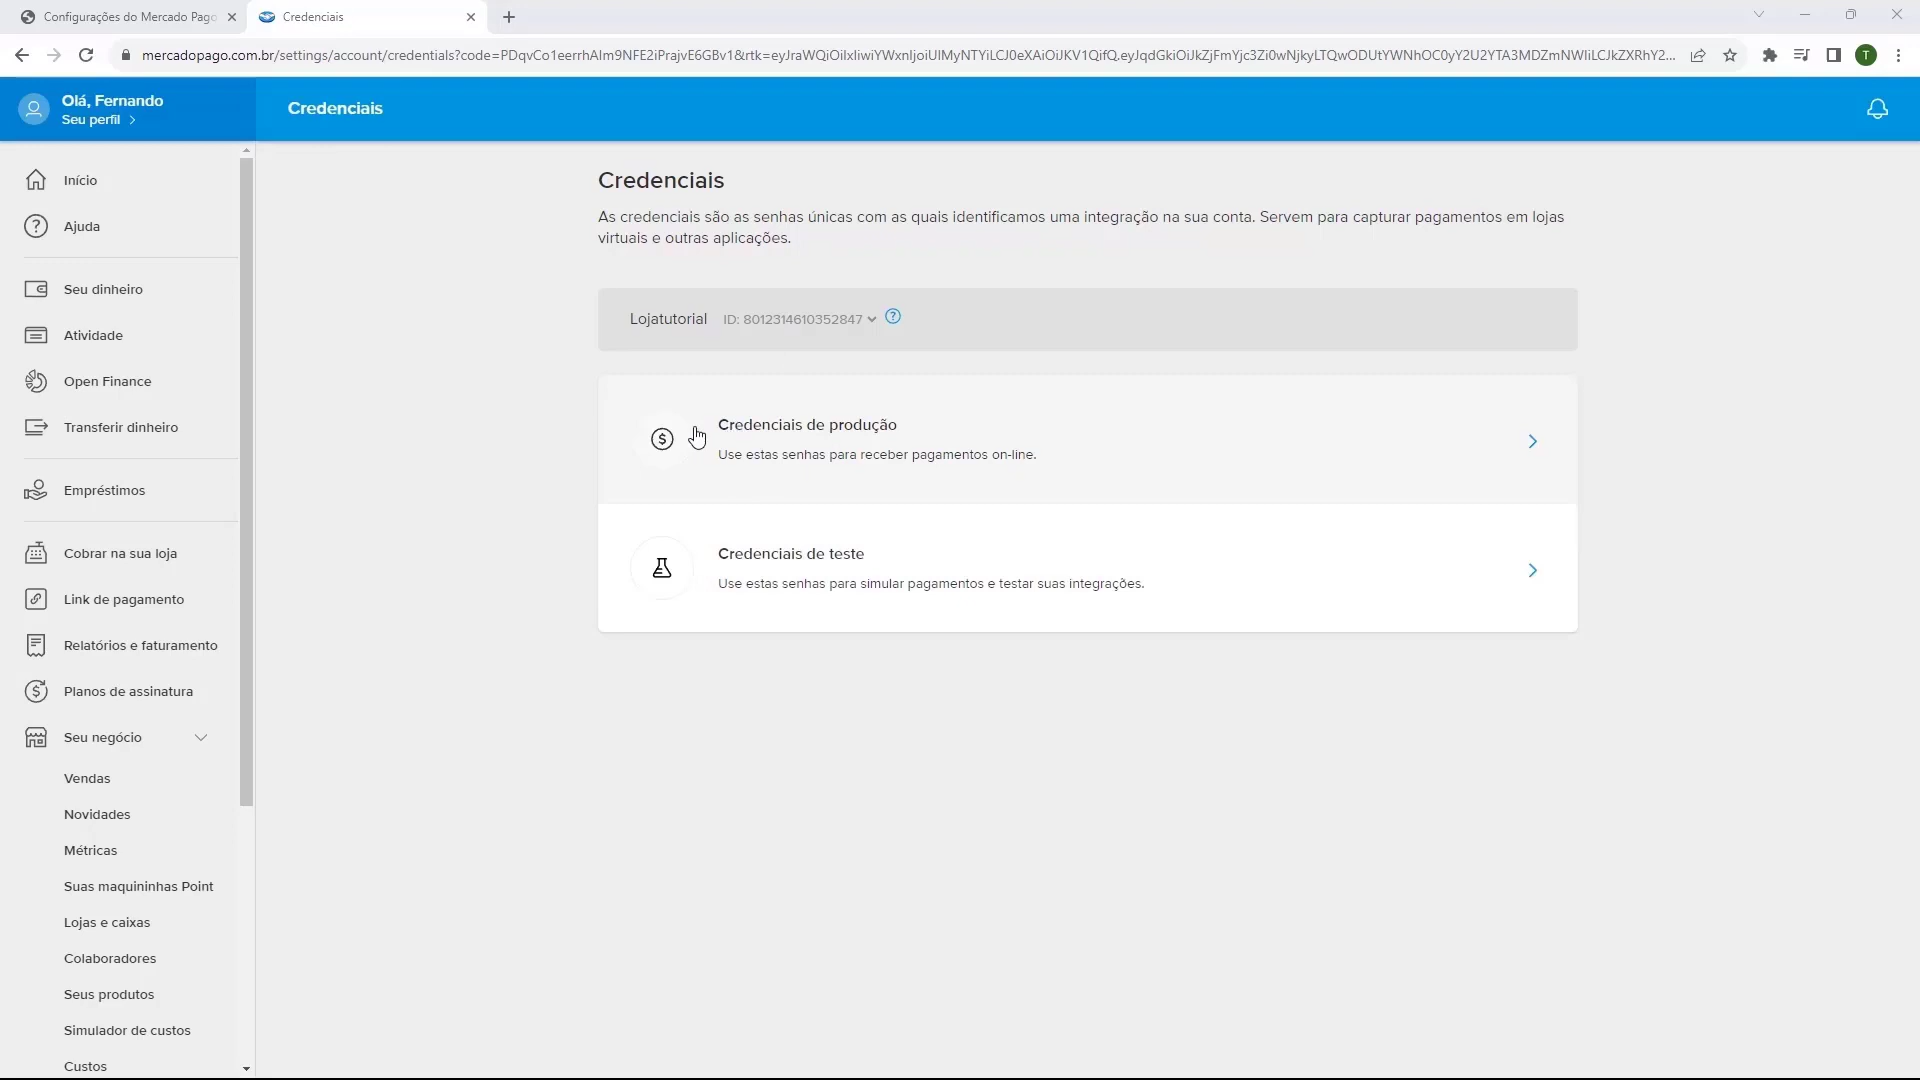 Configurações do Mercado Pago
Credenciais
mercadopago.com.br/settings/account/credentials?code=PDqvCo1eerrhAIm9NFE2iPrajvE6GBv1&rtk=eyJraWQiOiIxIiwiYWxnIjoiUlMyNTYiLCJ0eXAiOiJKV1QifQ.eyJqdGkiOiJkZjFmYjc3Zi0wNjkyLTQwODUtYWNhOC0yY2U2YTA3MDZmNWIiLCJkZXRhY2...
T
Olá, Fernando
Seu perfil
Credenciais
Início
Ajuda
Seu dinheiro
Atividade
Open Finance
Transferir dinheiro
Empréstimos
Cobrar na sua loja
Link de pagamento
Relatórios e faturamento
Planos de assinatura
Seu negócio
Vendas
Novidades
Métricas
Suas maquininhas Point
Lojas e caixas
Colaboradores
Seus produtos
Simulador de custos
Custos
Credenciais
As credenciais são as senhas únicas com as quais identificamos uma integração na sua conta. Servem para capturar pagamentos em lojas
virtuais e outras aplicações.
Lojatutorial ID: 8012314610352847
Credenciais de produção
Use estas senhas para receber pagamentos on-line.
Credenciais de teste
Use estas senhas para simular pagamentos e testar suas integrações.